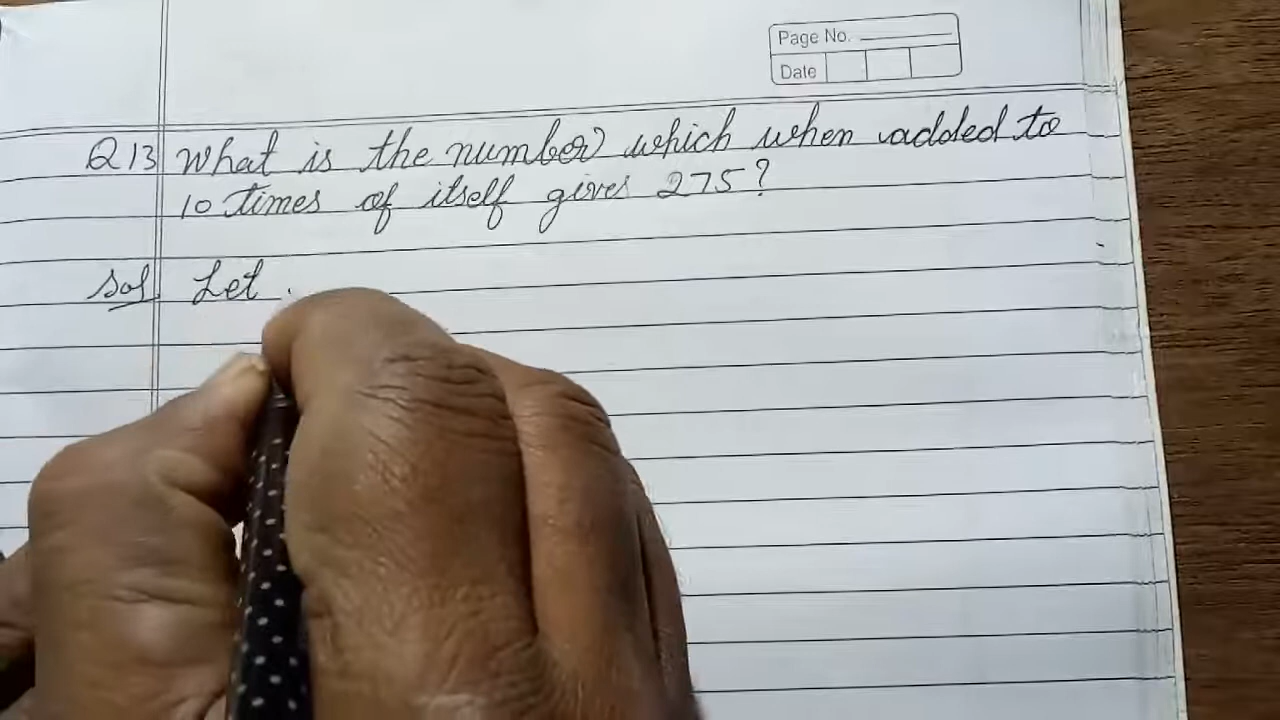 Page No.
Date
Q13 What is the number which when added to
10 times of itself gives 275?
Sol Let